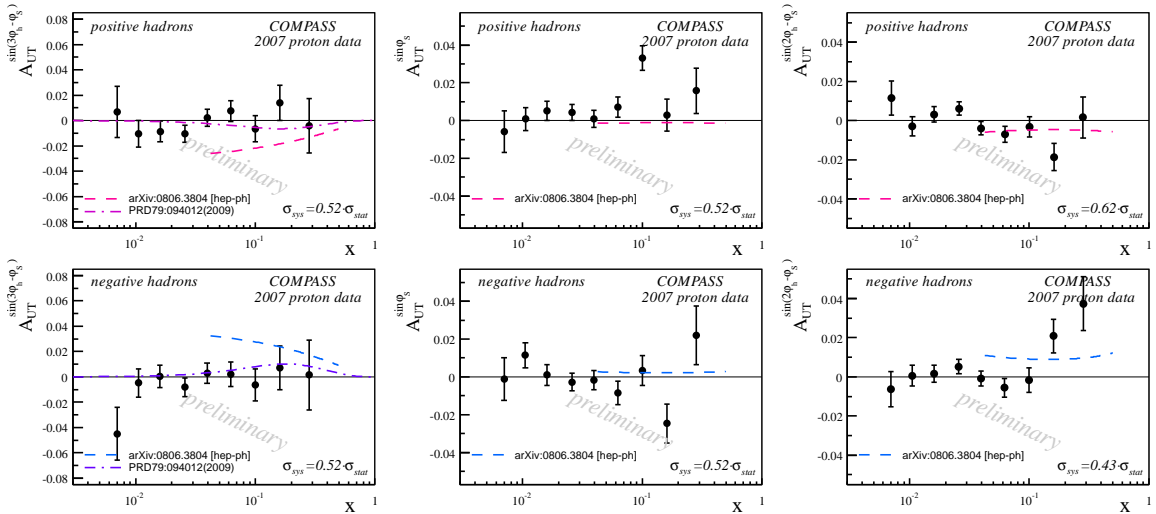 positive hadrons
COMPASS
2007 proton data
A_UT^sin(3φ_h-φ_S)
0.08
0.06
0.04
0.02
0
-0.02
-0.04
-0.06
-0.08
preliminary
arXiv:0806.3804 [hep-ph]
PRD79:094012(2009)
σ_sys=0.52·σ_stat
10^-2
10^-1
1
x
positive hadrons
COMPASS
2007 proton data
A_UT^sinφ_S
0.04
0.02
0
-0.02
-0.04
preliminary
arXiv:0806.3804 [hep-ph]
σ_sys=0.52·σ_stat
10^-2
10^-1
1
x
positive hadrons
COMPASS
2007 proton data
A_UT^sin(2φ_h-φ_S)
0.04
0.02
0
-0.02
-0.04
preliminary
arXiv:0806.3804 [hep-ph]
σ_sys=0.62·σ_stat
10^-2
10^-1
1
x
negative hadrons
COMPASS
2007 proton data
A_UT^sin(3φ_h-φ_S)
0.08
0.06
0.04
0.02
0
-0.02
-0.04
-0.06
-0.08
preliminary
arXiv:0806.3804 [hep-ph]
PRD79:094012(2009)
σ_sys=0.52·σ_stat
10^-2
10^-1
1
x
negative hadrons
COMPASS
2007 proton data
A_UT^sinφ_S
0.04
0.02
0
-0.02
-0.04
preliminary
arXiv:0806.3804 [hep-ph]
σ_sys=0.52·σ_stat
10^-2
10^-1
1
x
negative hadrons
COMPASS
2007 proton data
A_UT^sin(2φ_h-φ_S)
0.04
0.02
0
-0.02
-0.04
preliminary
arXiv:0806.3804 [hep-ph]
σ_sys=0.43·σ_stat
10^-2
10^-1
1
x